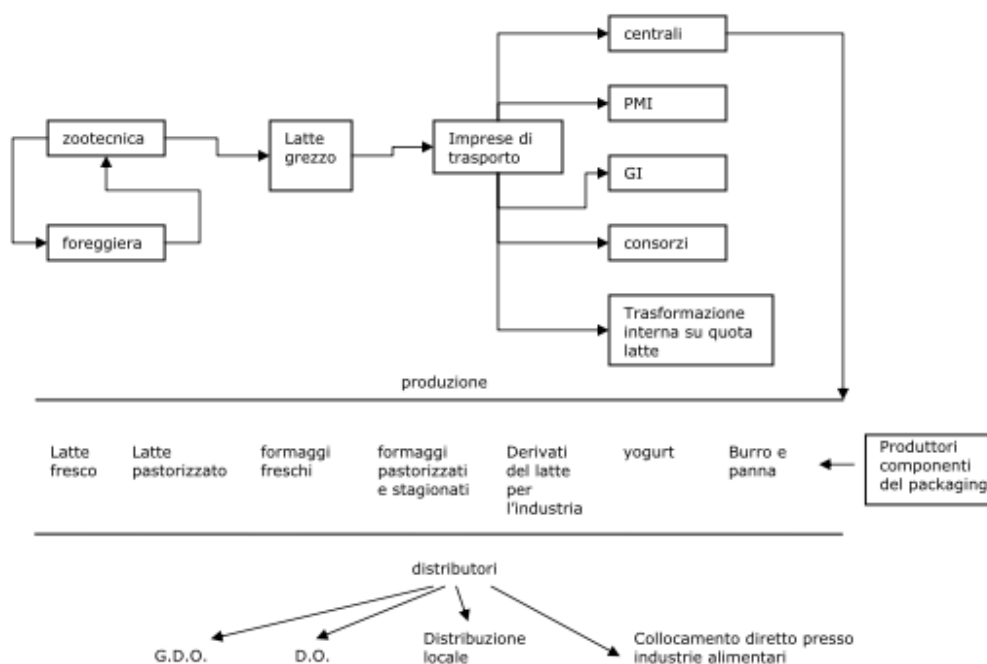 centrali
PMI
zootecnica
Latte
grezzo
Imprese di
trasporto
GI
foreggiera
consorzi
Trasformazione
interna su quota
latte
produzione
Latte
fresco
Latte
pastorizzato
formaggi
freschi
formaggi
pastorizzati
e stagionati
Derivati
del latte
per
l'industria
yogurt
Burro e
panna
Produttori
componenti
del packaging
distributori
G.D.O.
D.O.
Distribuzione
locale
Collocamento diretto presso
industrie alimentari